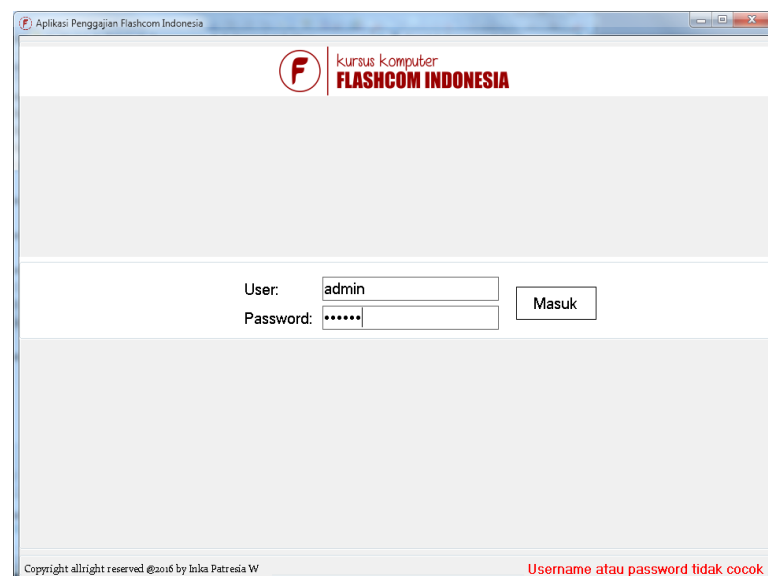 Aplikasi Penggajian Flashcom Indonesia
F
kursus komputer
FLASHCOM INDONESIA
User: admin
Password: ••••••
Masuk
Copyright allright reserved @2016 by Inka Patresia W
Username atau password tidak cocok